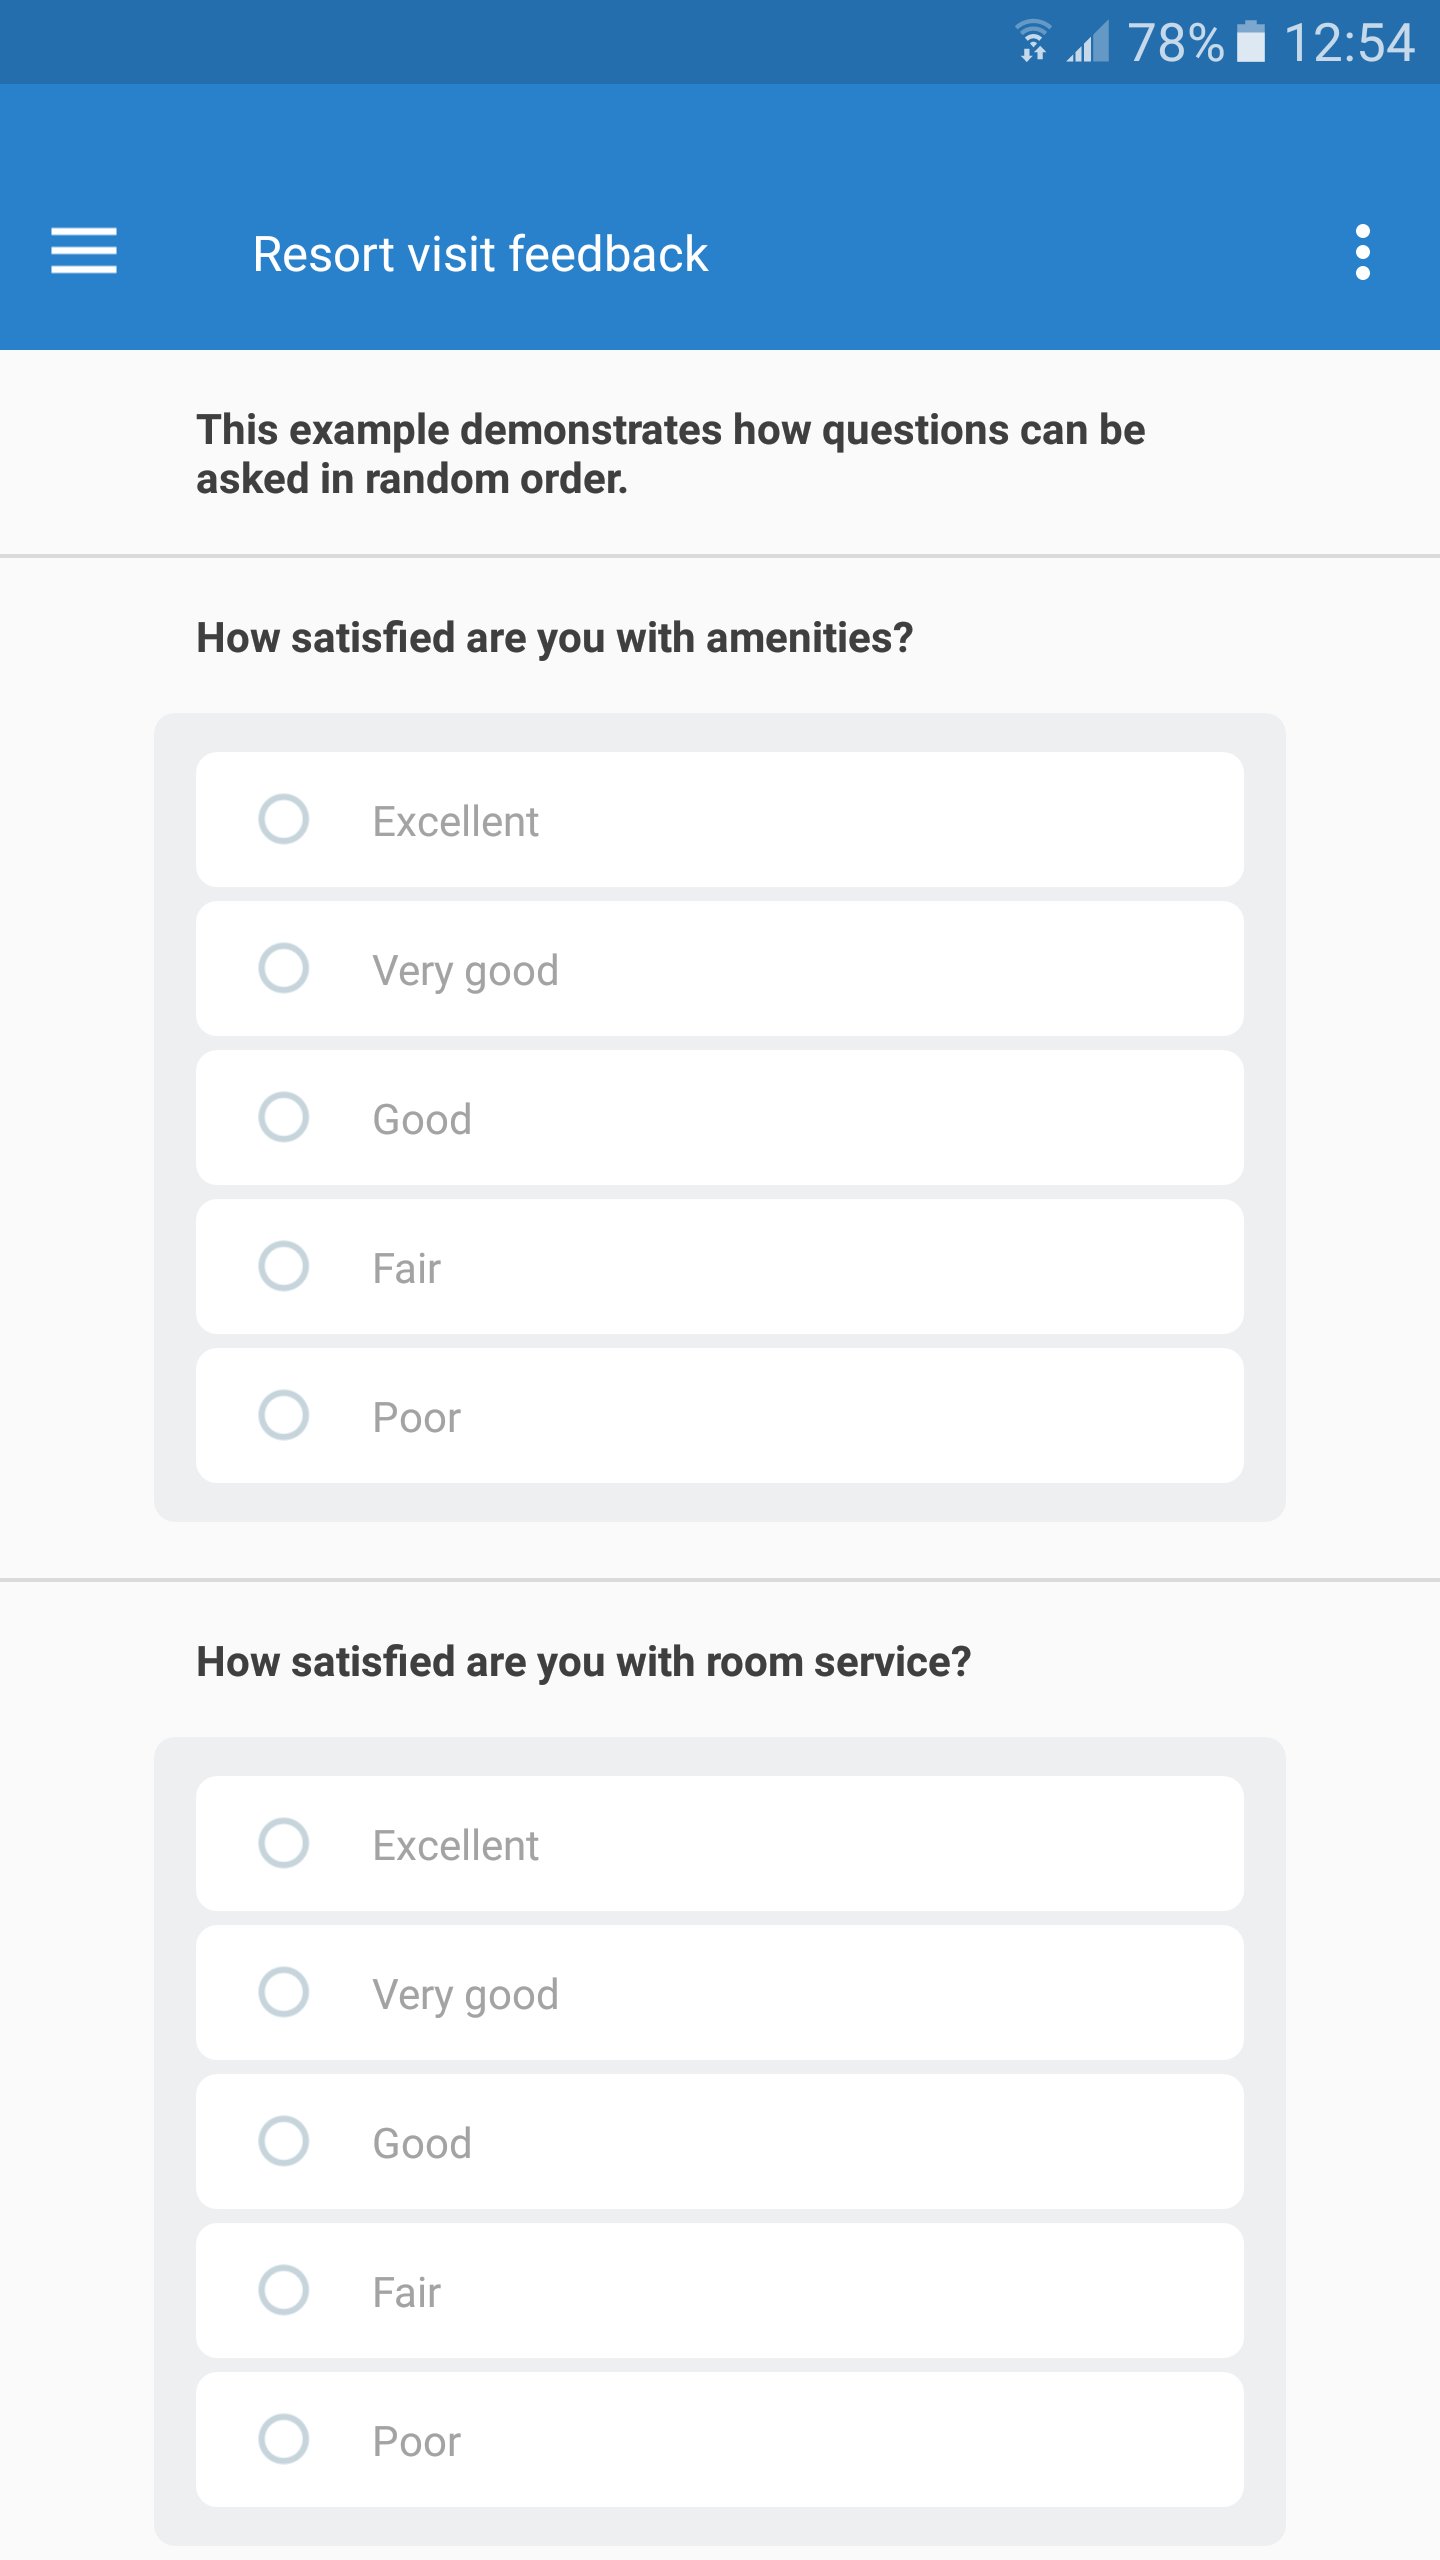 78% 12:54
Resort visit feedback
This example demonstrates how questions can be
asked in random order.
How satisfied are you with amenities?
Excellent
Very good
Good
Fair
Poor
How satisfied are you with room service?
Excellent
Very good
Good
Fair
Poor